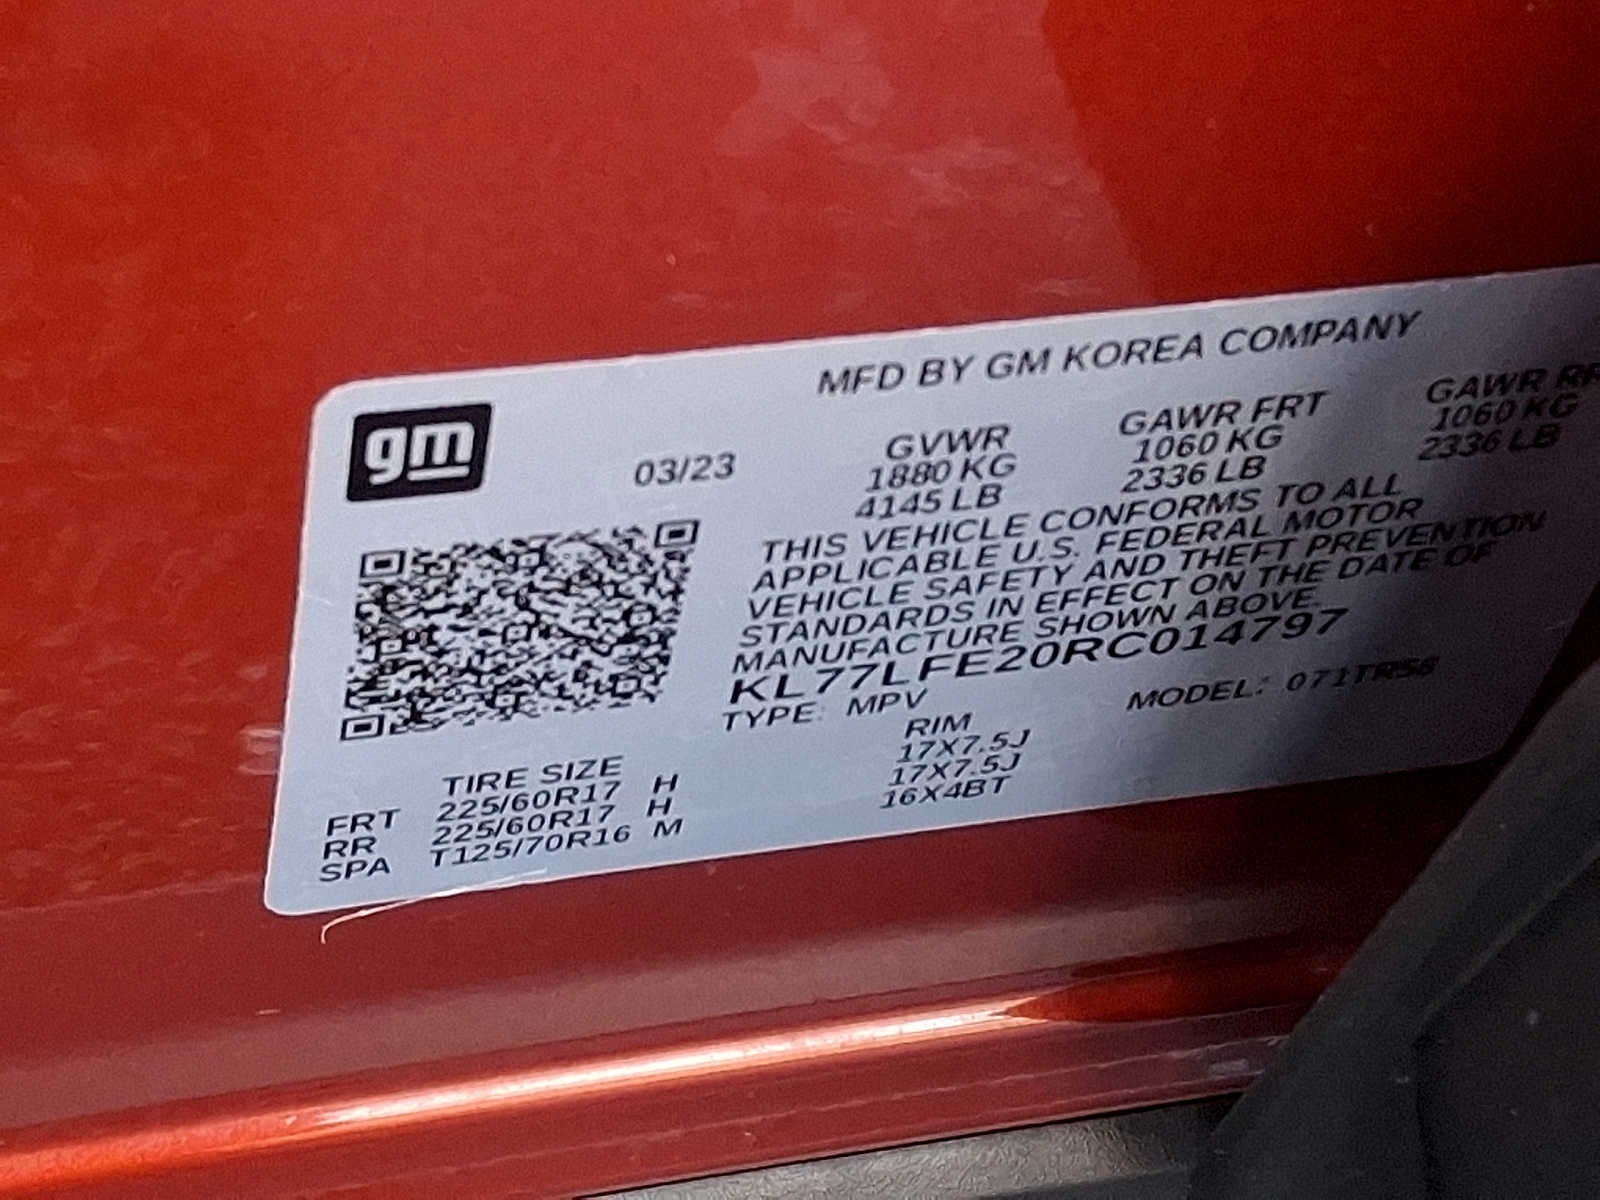 gm
MFD BY GM KOREA COMPANY
03/23
GVWR GAWR FRT GAWR RR
1880 KG 1060 KG 1060 KG
4145 LB 2336 LB 2336 LB
THIS VEHICLE CONFORMS TO ALL
APPLICABLE U.S. FEDERAL MOTOR
VEHICLE SAFETY AND THEFT PREVENTION
STANDARDS IN EFFECT ON THE DATE OF
MANUFACTURE SHOWN ABOVE.
KL77LFE20RC014797
TYPE: MPV MODEL: 071TR58
TIRE SIZE RIM
FRT 225/60R17 H 17X7.5J
RR 225/60R17 H 17X7.5J
SPA T125/70R16 M 16X4BT